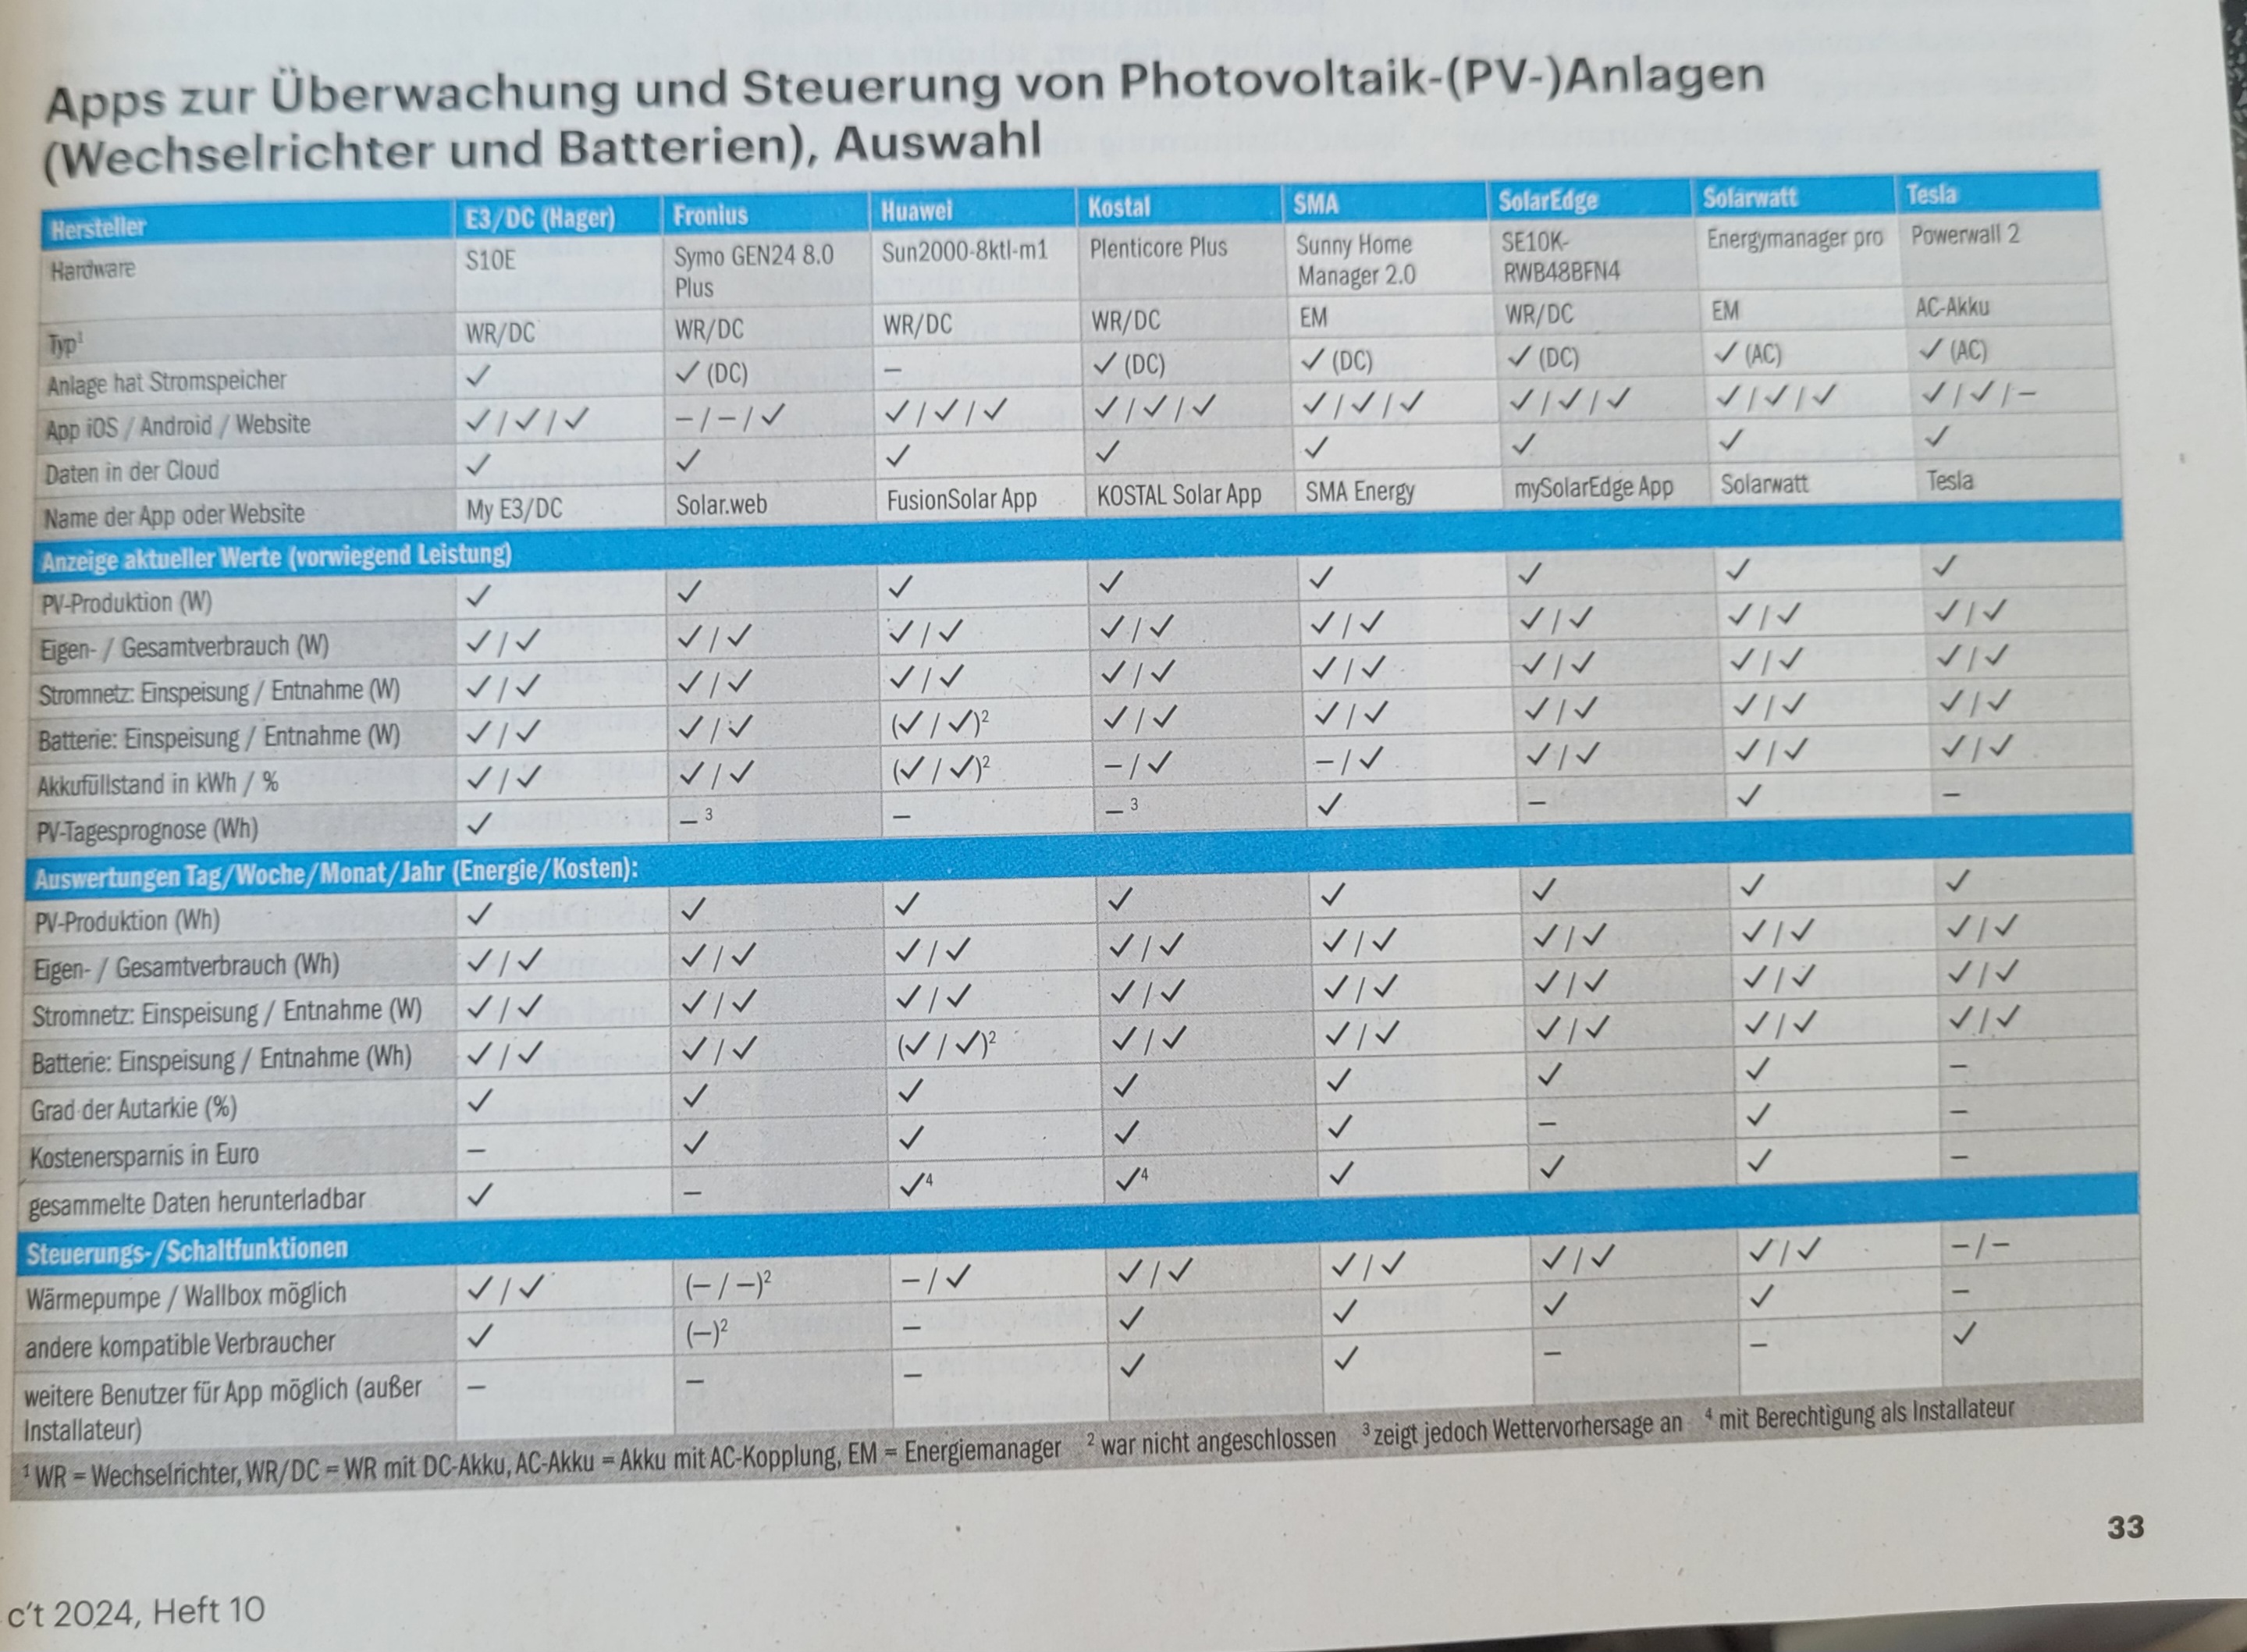 Apps zur Überwachung und Steuerung von Photovoltaik-(PV-)Anlagen
(Wechselrichter und Batterien), Auswahl
Hersteller E3/DC (Hager) Fronius Huawei Kostal SMA SolarEdge Solarwatt Tesla
Hardware S10E Symo GEN24 8.0 Plus Sun2000-8ktl-m1 Plenticore Plus Sunny Home Manager 2.0 SE10K-RWB48BFN4 Energymanager pro Powerwall 2
Typ¹ WR/DC WR/DC WR/DC WR/DC EM WR/DC EM AC-Akku
Anlage hat Stromspeicher ✓ ✓ (DC) – ✓ (DC) ✓ (DC) ✓ (DC) ✓ (AC) ✓ (AC)
App iOS / Android / Website ✓/✓/✓ –/–/✓ ✓/✓/✓ ✓/✓/✓ ✓/✓/✓ ✓/✓/✓ ✓/✓/✓ ✓/✓/–
Daten in der Cloud ✓ ✓ ✓ ✓ ✓ ✓ ✓ ✓
Name der App oder Website My E3/DC Solar.web FusionSolar App KOSTAL Solar App SMA Energy mySolarEdge App Solarwatt Tesla
Anzeige aktueller Werte (vorwiegend Leistung)
PV-Produktion (W) ✓ ✓ ✓ ✓ ✓ ✓ ✓ ✓
Eigen- / Gesamtverbrauch (W) ✓/✓ ✓/✓ ✓/✓ ✓/✓ ✓/✓ ✓/✓ ✓/✓ ✓/✓
Stromnetz: Einspeisung / Entnahme (W) ✓/✓ ✓/✓ ✓/✓ ✓/✓ ✓/✓ ✓/✓ ✓/✓ ✓/✓
Batterie: Einspeisung / Entnahme (W) ✓/✓ ✓/✓ (✓/✓)² ✓/✓ ✓/✓ ✓/✓ ✓/✓ ✓/✓
Akkufüllstand in kWh / % ✓/✓ ✓/✓ (✓/✓)² –/✓ –/✓ ✓/✓ ✓/✓ ✓/✓
PV-Tagesprognose (Wh) ✓ – ³ – – ³ ✓ – ✓ –
Auswertungen Tag/Woche/Monat/Jahr (Energie/Kosten):
PV-Produktion (Wh) ✓ ✓ ✓ ✓ ✓ ✓ ✓ ✓
Eigen- / Gesamtverbrauch (Wh) ✓/✓ ✓/✓ ✓/✓ ✓/✓ ✓/✓ ✓/✓ ✓/✓ ✓/✓
Stromnetz: Einspeisung / Entnahme (W) ✓/✓ ✓/✓ ✓/✓ ✓/✓ ✓/✓ ✓/✓ ✓/✓ ✓/✓
Batterie: Einspeisung / Entnahme (Wh) ✓/✓ ✓/✓ (✓/✓)² ✓/✓ ✓/✓ ✓/✓ ✓/✓ ✓/✓
Grad der Autarkie (%) ✓ ✓ ✓ ✓ ✓ ✓ ✓ –
Kostenersparnis in Euro – ✓ ✓ ✓ ✓ – ✓ –
gesammelte Daten herunterladbar ✓ – ✓⁴ ✓⁴ ✓ ✓ ✓ –
Steuerungs-/Schaltfunktionen
Wärmepumpe / Wallbox möglich ✓/✓ (–/–)² –/✓ ✓/✓ ✓/✓ ✓/✓ ✓/✓ –/–
andere kompatible Verbraucher ✓ (–)² – ✓ ✓ ✓ ✓ –
weitere Benutzer für App möglich (außer Installateur) – – – ✓ ✓ – – ✓
¹ WR = Wechselrichter, WR/DC = WR mit DC-Akku, AC-Akku = Akku mit AC-Kopplung, EM = Energiemanager ² war nicht angeschlossen ³ zeigt jedoch Wettervorhersage an ⁴ mit Berechtigung als Installateur
33
c't 2024, Heft 10